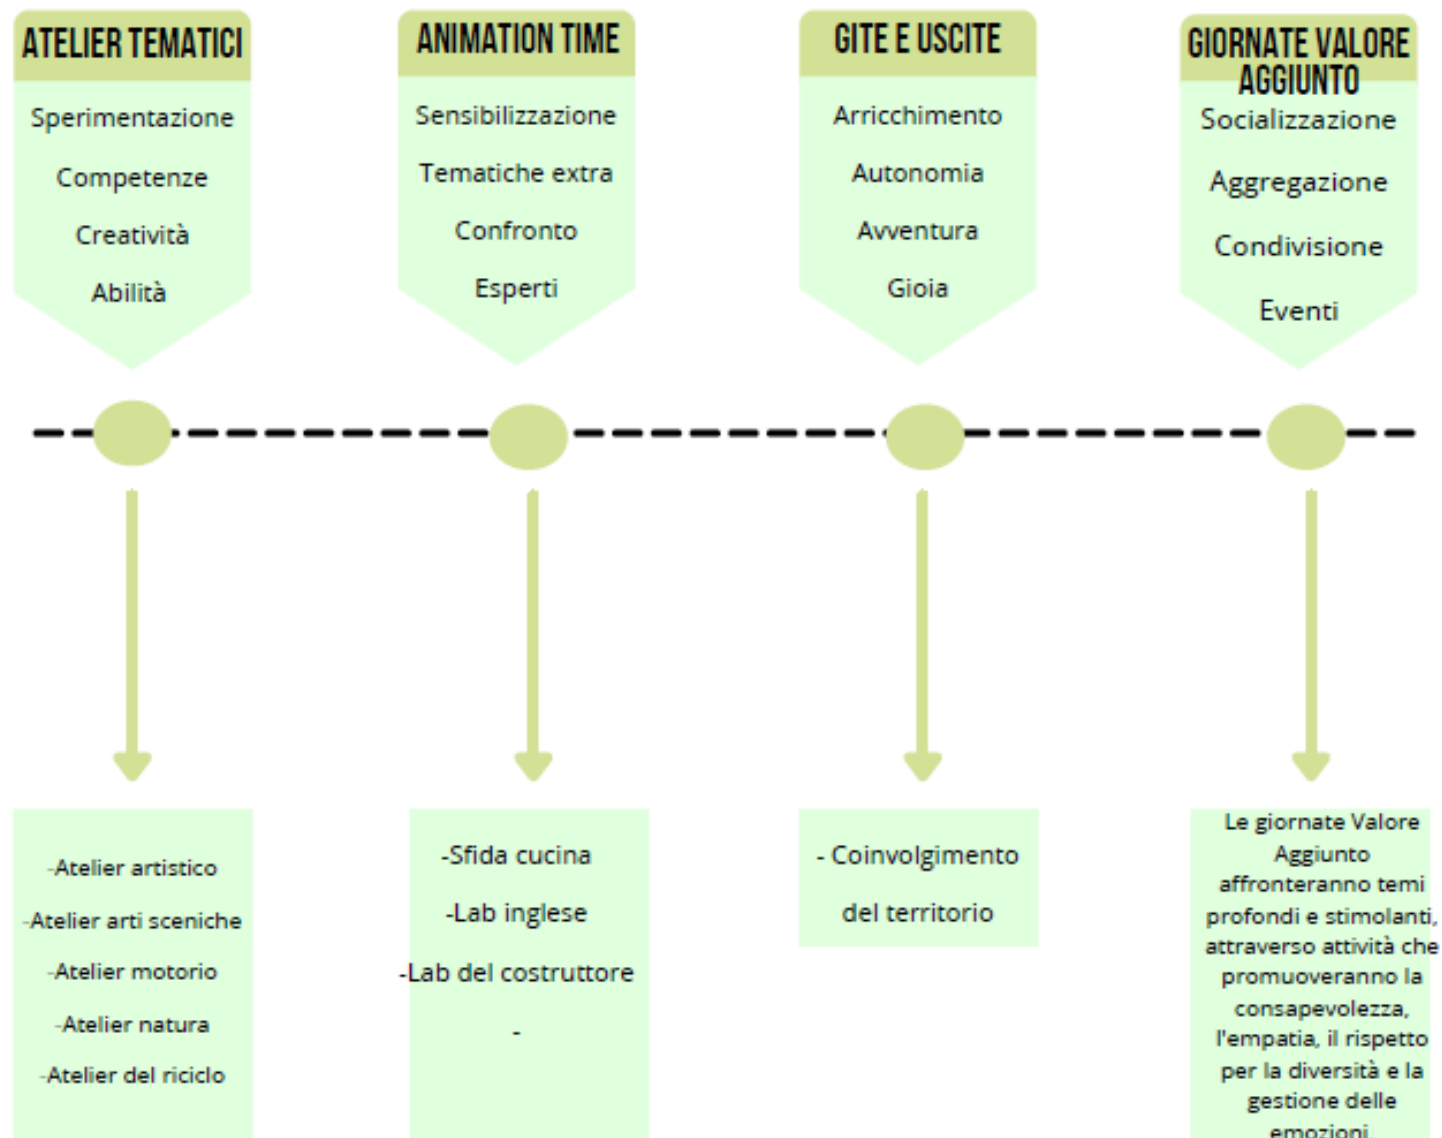 ATELIER TEMATICI
Sperimentazione
Competenze
Creatività
Abilità
ANIMATION TIME
Sensibilizzazione
Tematiche extra
Confronto
Esperti
GITE E USCITE
Arricchimento
Autonomia
Avventura
Gioia
GIORNATE VALORE
AGGIUNTO
Socializzazione
Aggregazione
Condivisione
Eventi
-Atelier artistico
-Atelier arti sceniche
-Atelier motorio
-Atelier natura
-Atelier del riciclo
-Sfida cucina
-Lab inglese
-Lab del costruttore
-
- Coinvolgimento
del territorio
Le giornate Valore
Aggiunto
affronteranno temi
profondi e stimolanti,
attraverso attività che
promuoveranno la
consapevolezza,
l'empatia, il rispetto
per la diversità e la
gestione delle
emozioni.